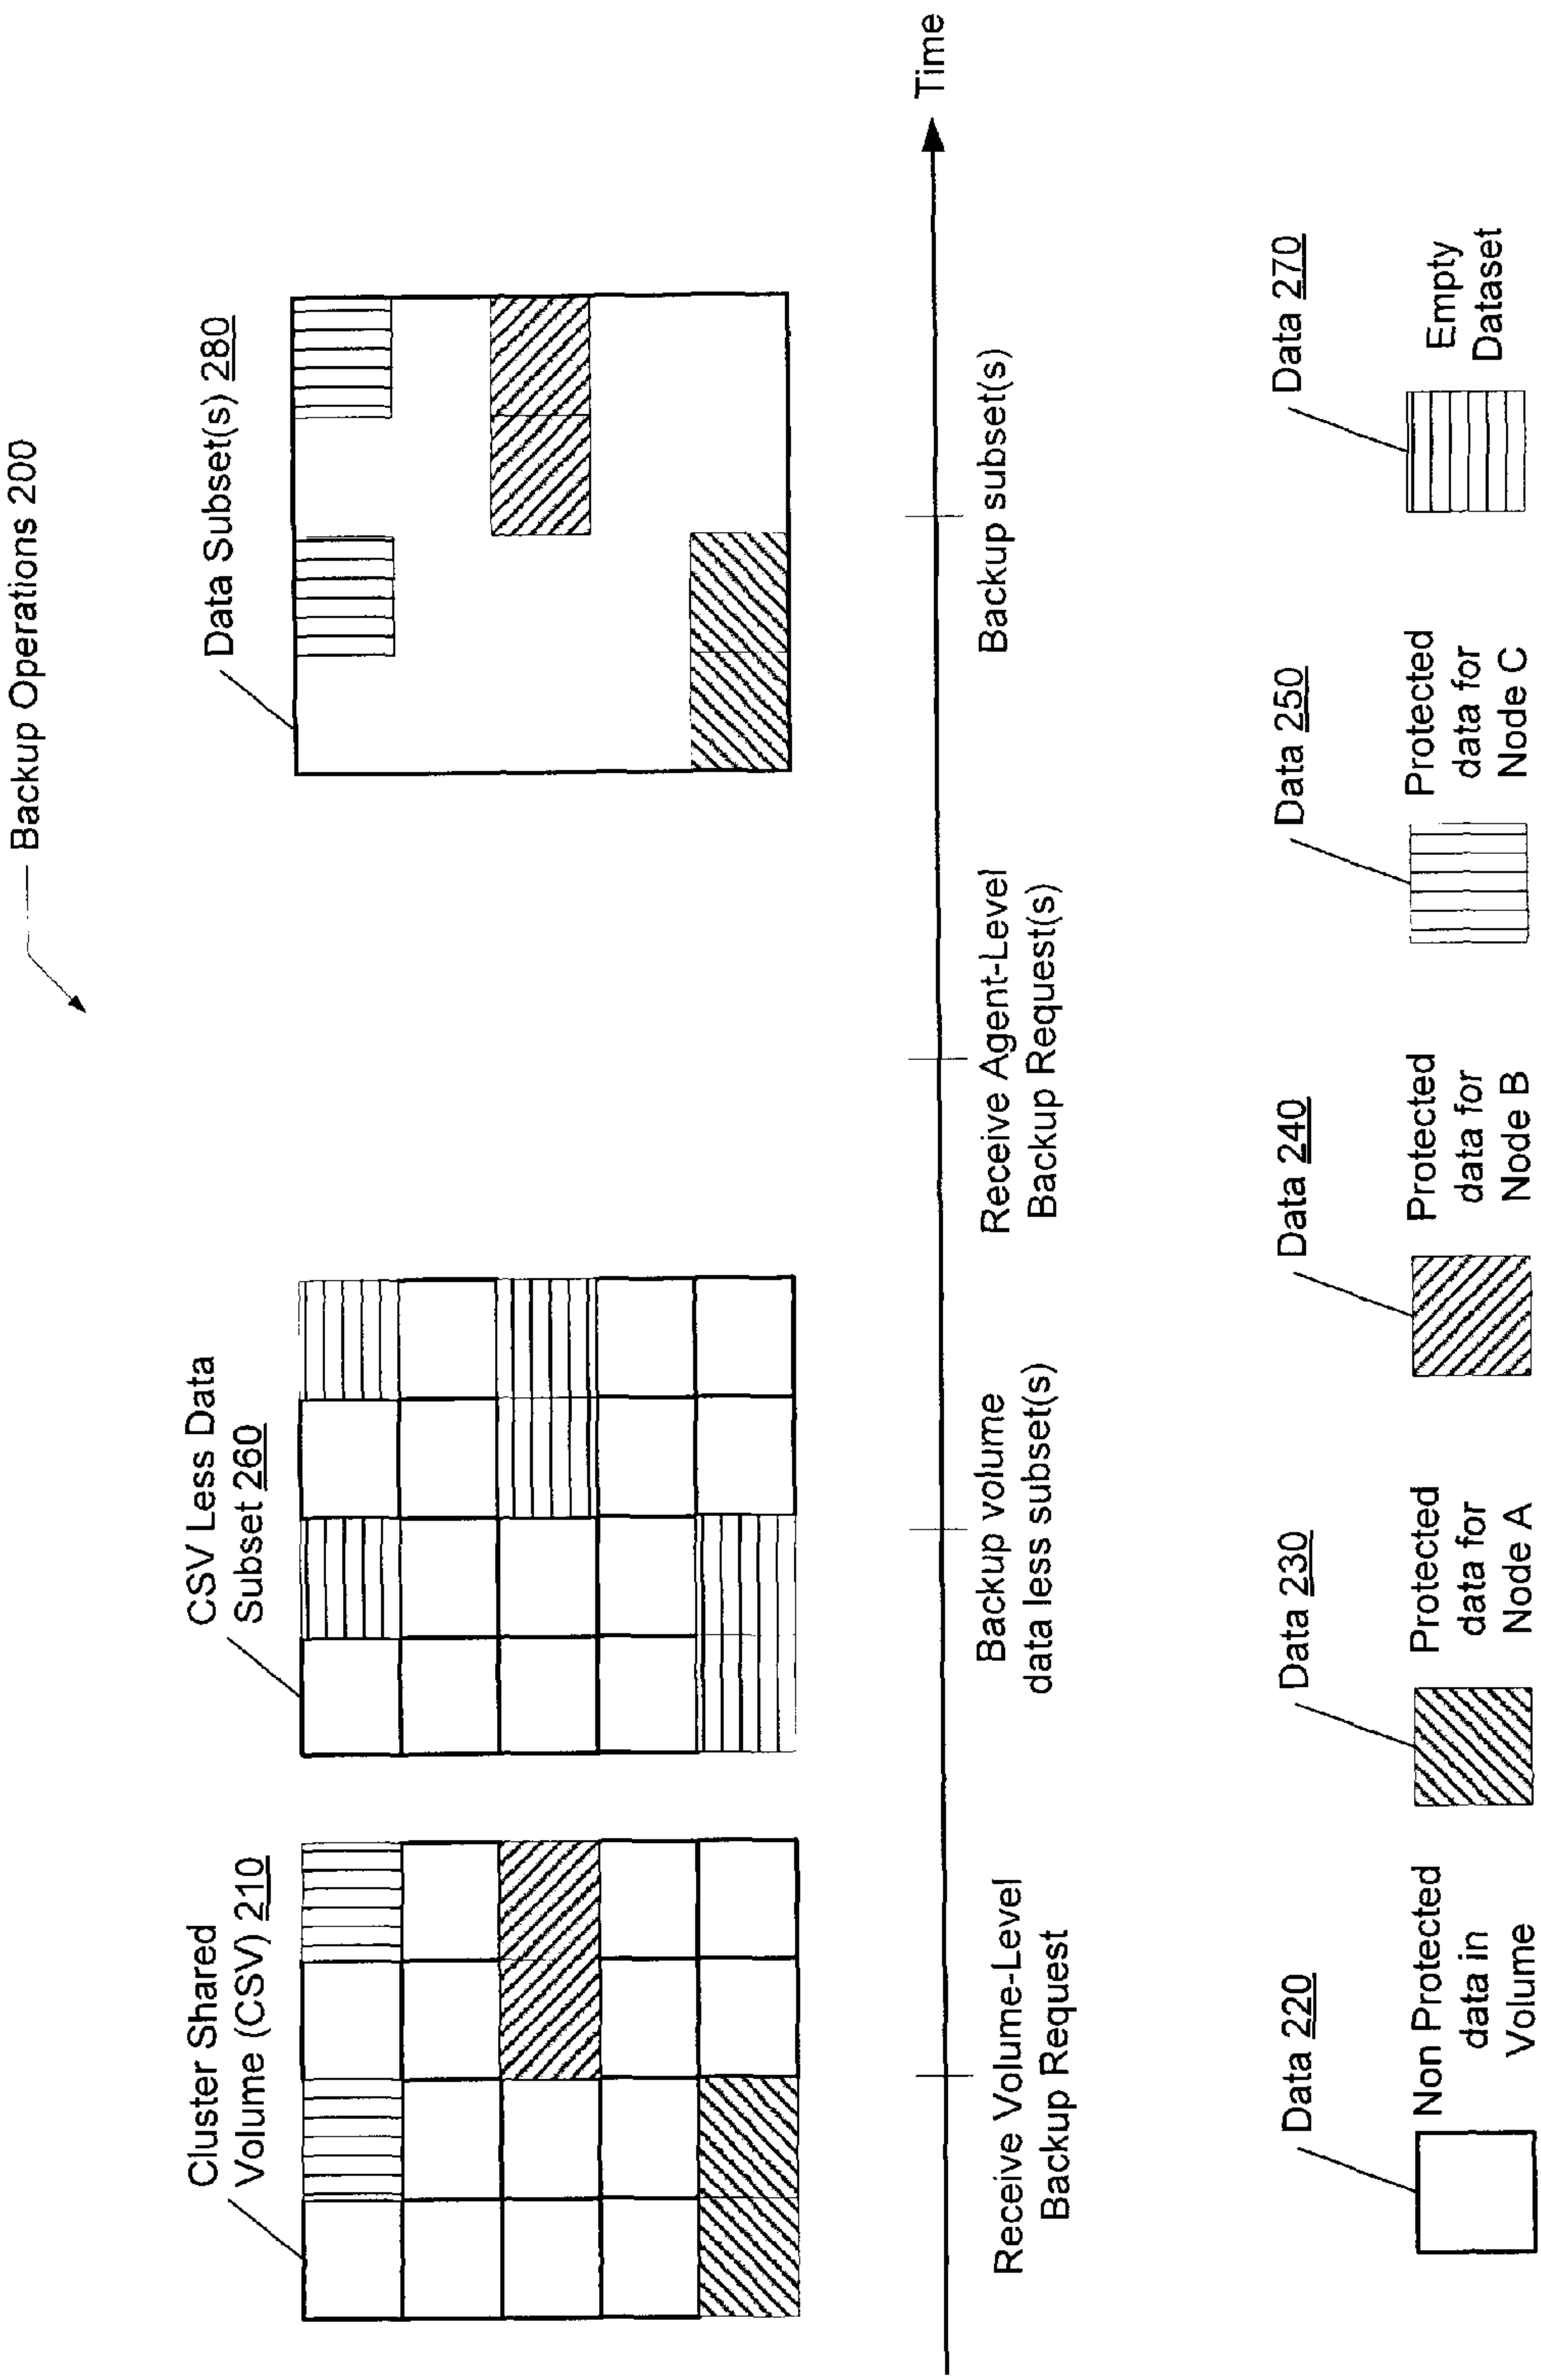 Backup Operations 200
Cluster Shared
Volume (CSV) 210
CSV Less Data
Subset 260
Data Subset(s) 280
Time
Receive Volume-Level
Backup Request
Backup volume
data less subset(s)
Receive Agent-Level
Backup Request(s)
Backup subset(s)
Data 220
Non Protected
data in
Volume
Data 230
Protected
data for
Node A
Data 240
Protected
data for
Node B
Data 250
Protected
data for
Node C
Data 270
Empty
Dataset